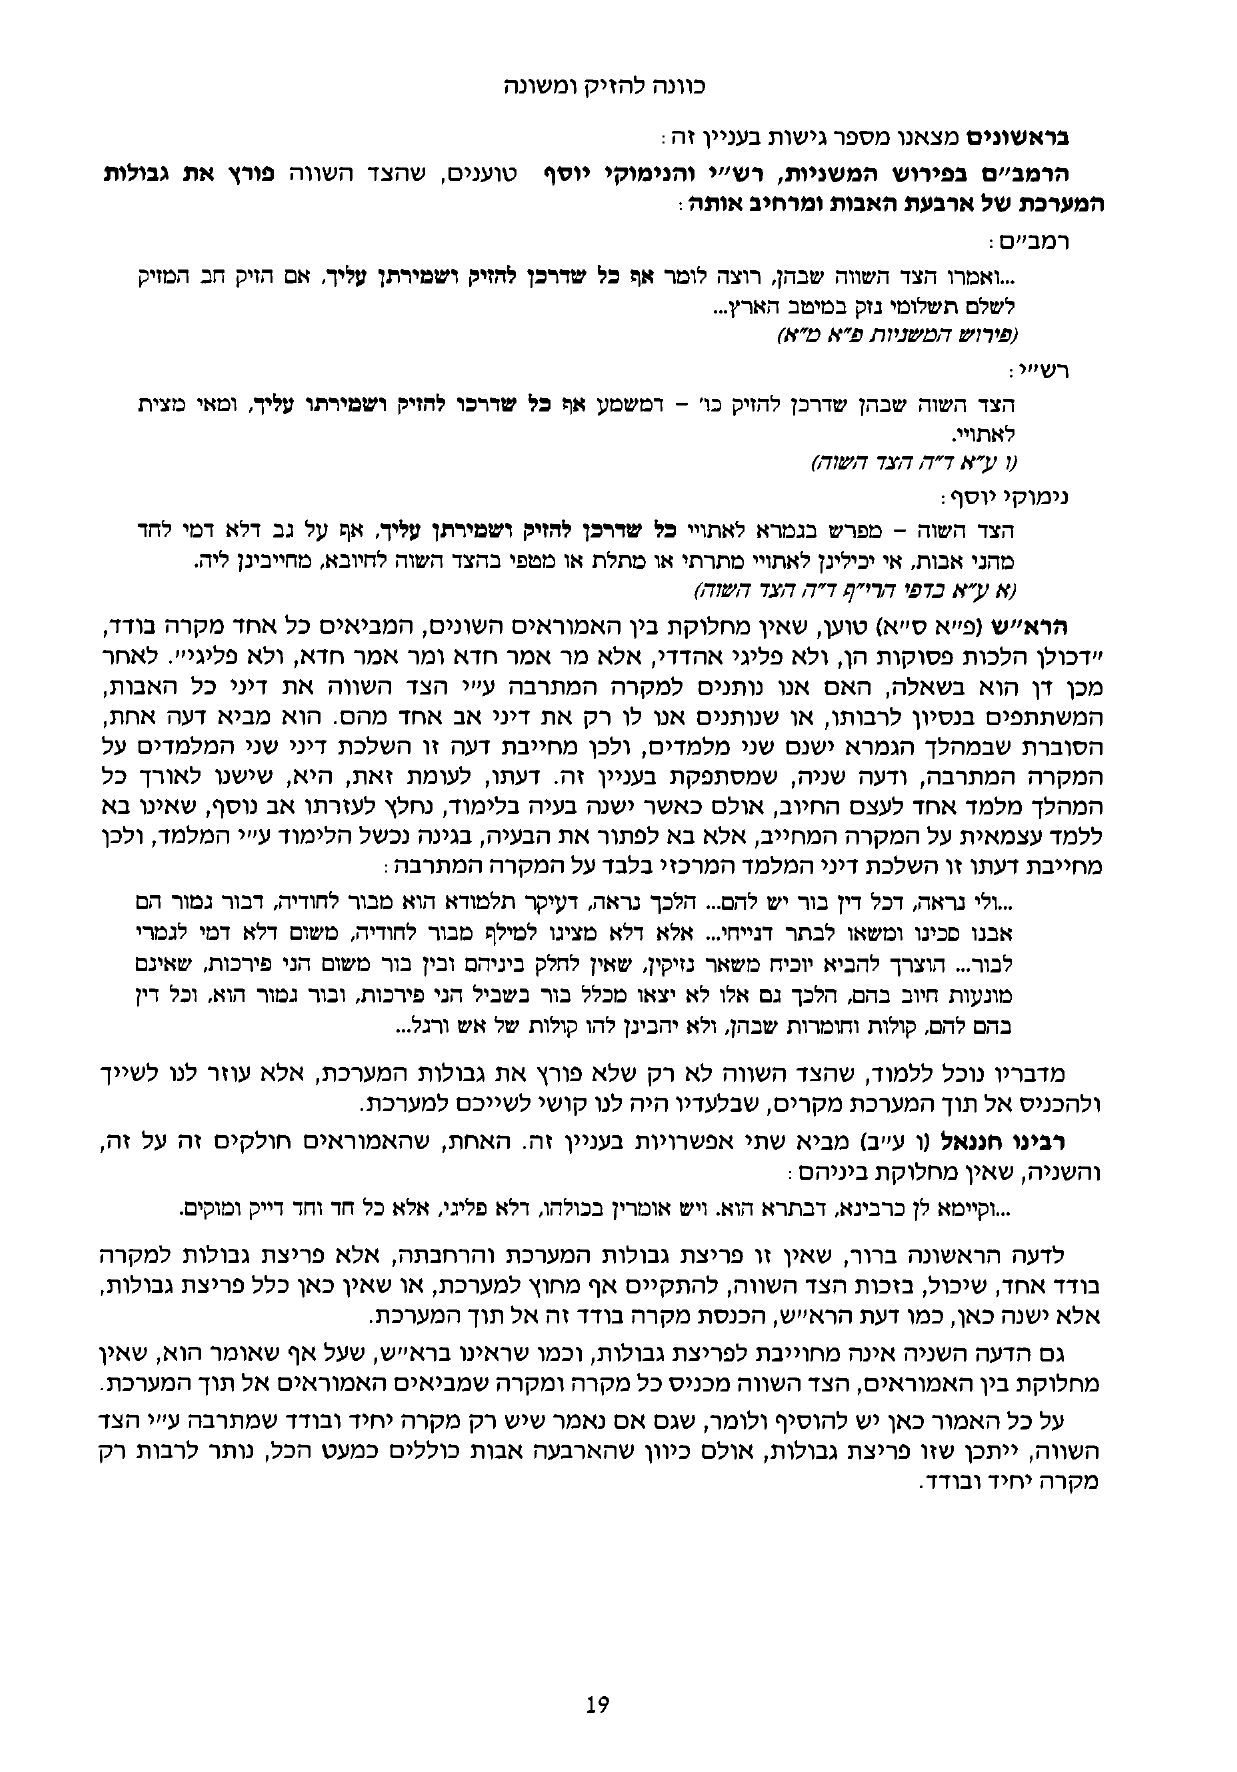 כוונה להזיק ומשונה
בראשונים מצאנו מספר גישות בעניין זה:
הרמב"ם בפירוש המשניות, רש"י והנימוקי יוסף טוענים, שהצד השווה פורץ את גבולות
המערכת של ארבעת האבות ומרחיב אותה:
רמב"ם:
...ואמרו הצד השווה שבהן, רוצה לומר אף כל שדרכן להזיק ושמירתן עליך, אם הזיק חב המזיק
לשלם תשלומי נזק במיטב הארץ...
(פירוש המשניות פ"א מ"א)
רש"י:
הצד השוה שבהן שדרכן להזיק כו' – דמשמע אף כל שדרכו להזיק ושמירתו עליך, ומאי מצית
לאתויי.
(ו ע"א ד"ה הצד השוה)
נימוקי יוסף:
הצד השוה – מפרש בגמרא לאתויי כל שדרכן להזיק ושמירתן עליך, אף על גב דלא דמי לחד
מהני אבות, אי יכילינן לאתויי מתרתי או מתלת או מטפי בהצד השוה לחיובא, מחייבינן ליה.
(א ע"א בדפי הרי"ף ד"ה הצד השוה)
הרא"ש (פ"א ס"א) טוען, שאין מחלוקת בין האמוראים השונים, המביאים כל אחד מקרה בודד,
"דכולן הלכות פסוקות הן, ולא פליגי אהדדי, אלא מר אמר חדא ומר אמר חדא, ולא פליגי". לאחר
מכן דן הוא בשאלה, האם אנו נותנים למקרה המתרבה ע"י הצד השווה את דיני כל האבות,
המשתתפים בנסיון לרבותו, או שנותנים אנו לו רק את דיני אב אחד מהם. הוא מביא דעה אחת,
הסוברת שבמהלך הגמרא ישנם שני מלמדים, ולכן מחייבת דעה זו השלכת דיני שני המלמדים על
המקרה המתרבה, ודעה שניה, שמסתפקת בעניין זה. דעתו, לעומת זאת, היא, שישנו לאורך כל
המהלך מלמד אחד לעצם החיוב, אולם כאשר ישנה בעיה בלימוד, נחלץ לעזרתו אב נוסף, שאינו בא
ללמד עצמאית על המקרה המחייב, אלא בא לפתור את הבעיה, בגינה נכשל הלימוד ע"י המלמד, ולכן
מחייבת דעתו זו השלכת דיני המלמד המרכזי בלבד על המקרה המתרבה:
...ולי נראה, דכל דין בור יש להם... הלכך נראה, דעיקר תלמודא הוא מבור לחודיה, דבור גמור הם
אבנו סכינו ומשאו לבתר דנייחי... אלא דלא מצינו למילף מבור לחודיה, משום דלא דמי לגמרי
לבור... הוצרך להביא יוכיח משאר נזיקין, שאין לחלק ביניהם ובין בור משום הני פירכות, שאינם
מונעות חיוב בהם, הלכך גם אלו לא יצאו מכלל בור בשביל הני פירכות, ובור גמור הוא, וכל דין
בהם להם, קולות וחומרות שבהן, ולא יהבינן להו קולות של אש ורגל...
מדבריו נוכל ללמוד, שהצד השווה לא רק שלא פורץ את גבולות המערכת, אלא עוזר לנו לשייך
ולהכניס אל תוך המערכת מקרים, שבלעדיו היה לנו קושי לשייכם למערכת.
רבינו חננאל (ו ע"ב) מביא שתי אפשרויות בעניין זה. האחת, שהאמוראים חולקים זה על זה,
והשניה, שאין מחלוקת ביניהם:
...וקיימא לן כרבינא, דבתרא הוא. ויש אומרין בכולהו, דלא פליגי, אלא כל חד וחד דייק ומוקים.
לדעה הראשונה ברור, שאין זו פריצת גבולות המערכת והרחבתה, אלא פריצת גבולות למקרה
בודד אחד, שיכול, בזכות הצד השווה, להתקיים אף מחוץ למערכת, או שאין כאן כלל פריצת גבולות,
אלא ישנה כאן, כמו דעת הרא"ש, הכנסת מקרה בודד זה אל תוך המערכת.
גם הדעה השניה אינה מחוייבת לפריצת גבולות, וכמו שראינו ברא"ש, שעל אף שאומר הוא, שאין
מחלוקת בין האמוראים, הצד השווה מכניס כל מקרה ומקרה שמביאים האמוראים אל תוך המערכת.
על כל האמור כאן יש להוסיף ולומר, שגם אם נאמר שיש רק מקרה יחיד ובודד שמתרבה ע"י הצד
השווה, ייתכן שזו פריצת גבולות, אולם כיוון שהארבעה אבות כוללים כמעט הכל, נותר לרבות רק
מקרה יחיד ובודד.
19